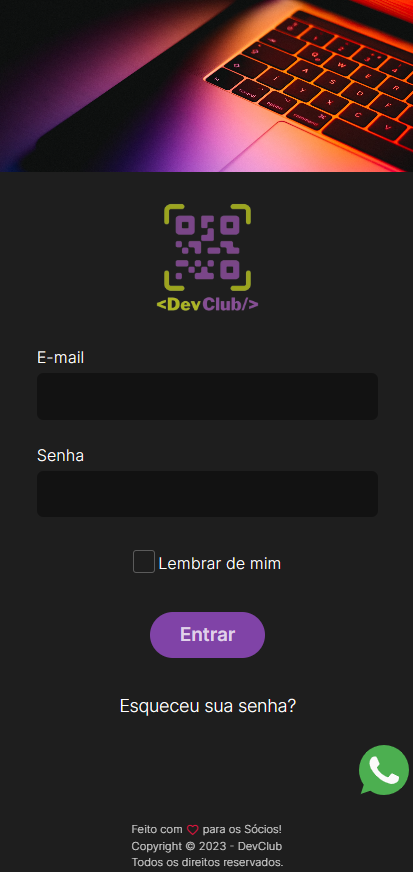 <DevClub/>
E-mail
Senha
Lembrar de mim
Entrar
Esqueceu sua senha?
Feito com para os Sócios!
Copyright © 2023 - DevClub
Todos os direitos reservados.